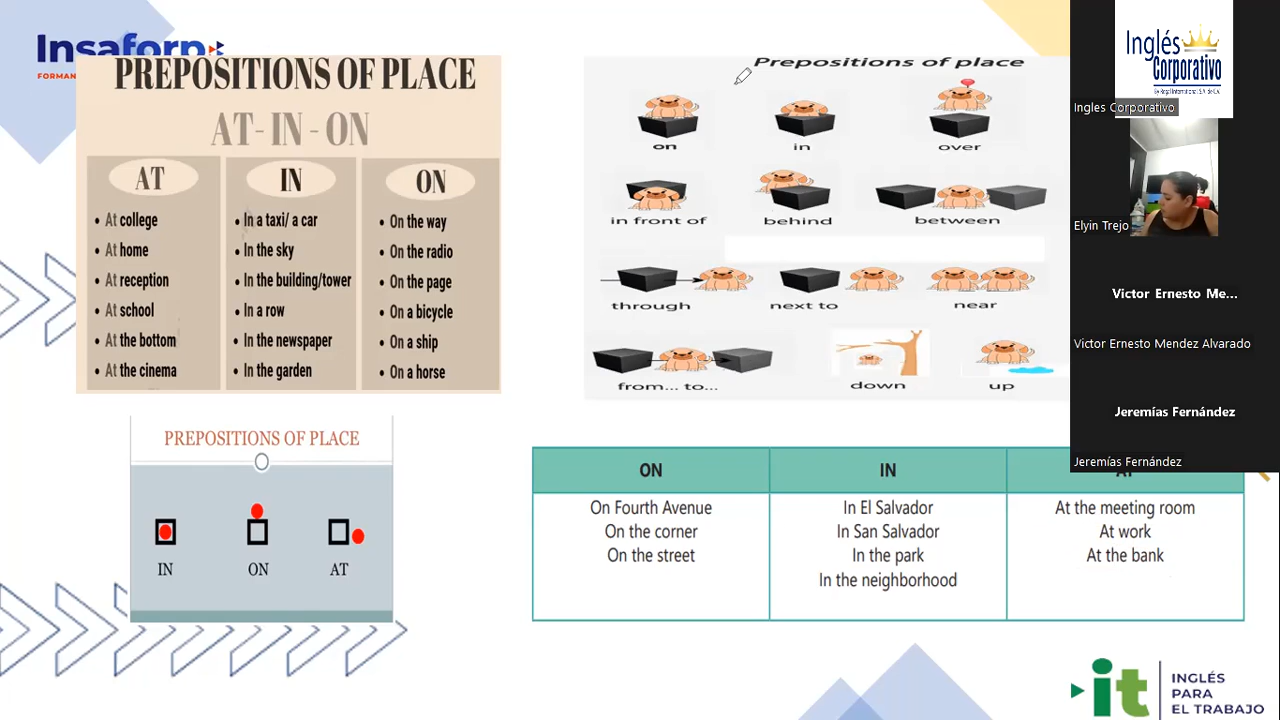 Insaforp
FORMAN
PREPOSITIONS OF PLACE
AT- IN - ON
AT
At college
At home
At reception
At school
At the bottom
At the cinema
IN
In a taxi/ a car
In the sky
In the building/tower
In a row
In the newspaper
In the garden
ON
On the way
On the radio
On the page
On a bicycle
On a ship
On a horse
Prepositions of place
on
in
over
in front of
behind
between
through
next to
near
from... to...
down
up
PREPOSITIONS OF PLACE
IN
ON
AT
ON
On Fourth Avenue
On the corner
On the street
IN
In El Salvador
In San Salvador
In the park
In the neighborhood
AT
At the meeting room
At work
At the bank
Inglés
Corporativo
Ingles Corporativo
Elyin Trejo
Victor Ernesto Me...
Victor Ernesto Mendez Alvarado
Jeremías Fernández
Jeremías Fernández
it
INGLÉS
PARA
EL TRABAJO